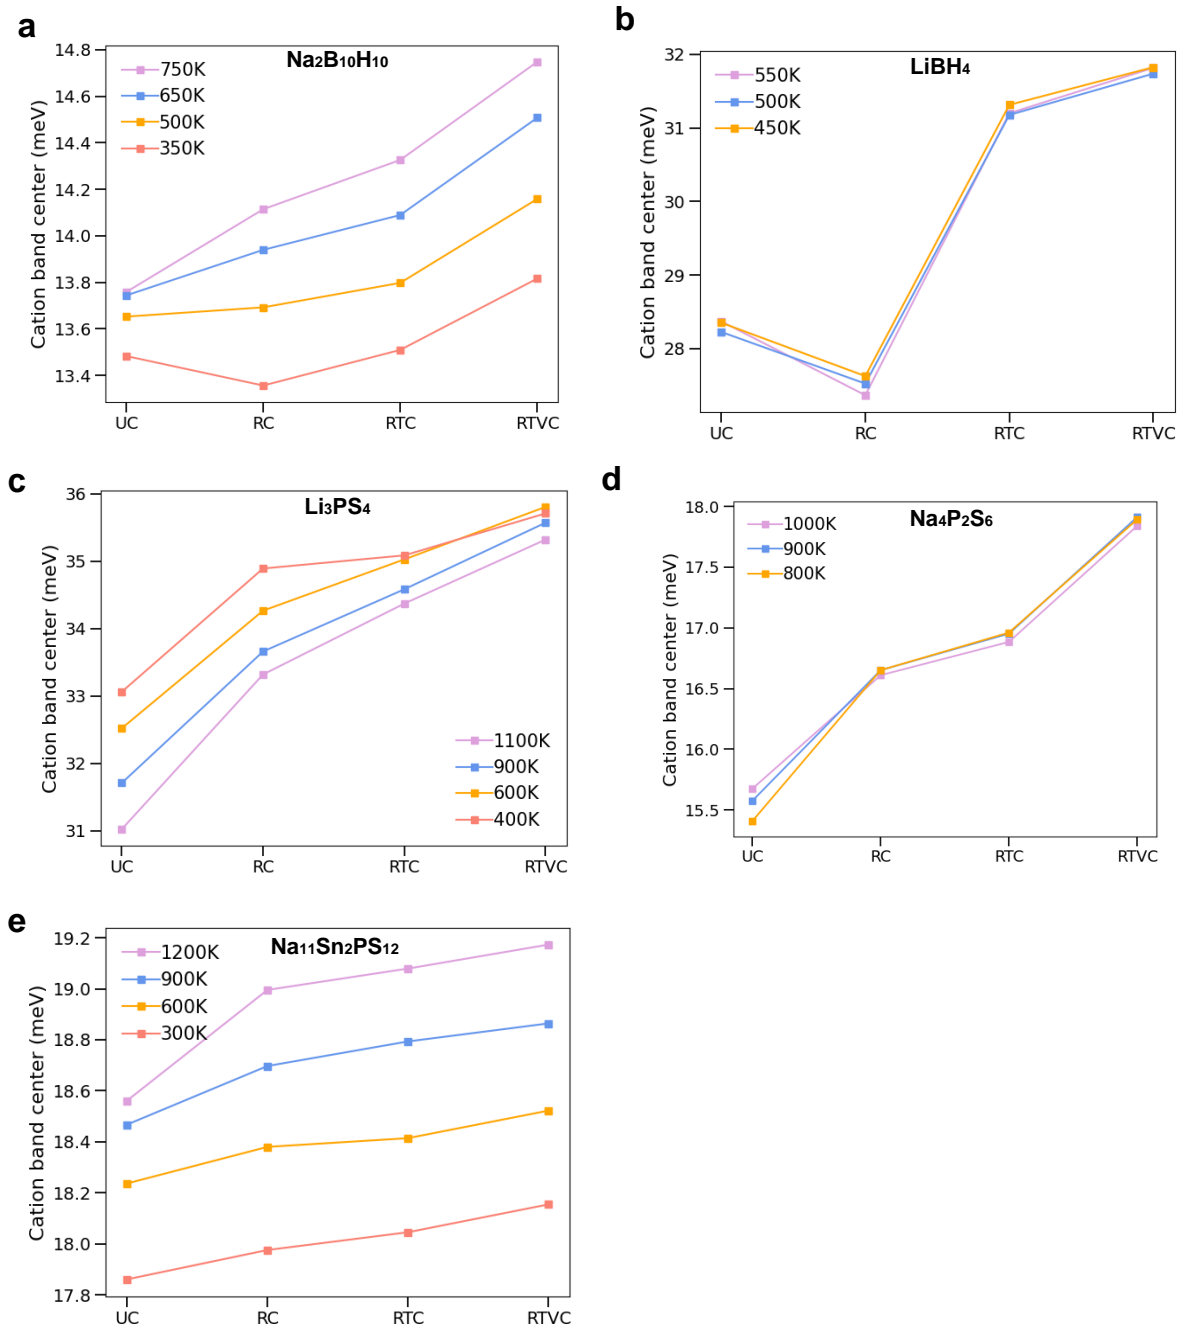 a
Na₂B₁₀H₁₀
750K
650K
500K
350K
Cation band center (meV)
14.8
14.6
14.4
14.2
14.0
13.8
13.6
13.4
UC RC RTC RTVC
b
LiBH₄
550K
500K
450K
Cation band center (meV)
32
31
30
29
28
UC RC RTC RTVC
c
Li₃PS₄
Cation band center (meV)
36
35
34
33
32
31
1100K
900K
600K
400K
UC RC RTC RTVC
d
Na₄P₂S₆
1000K
900K
800K
Cation band center (meV)
18.0
17.5
17.0
16.5
16.0
15.5
UC RC RTC RTVC
e
Na₁₁Sn₂PS₁₂
1200K
900K
600K
300K
Cation band center (meV)
19.2
19.0
18.8
18.6
18.4
18.2
18.0
17.8
UC RC RTC RTVC